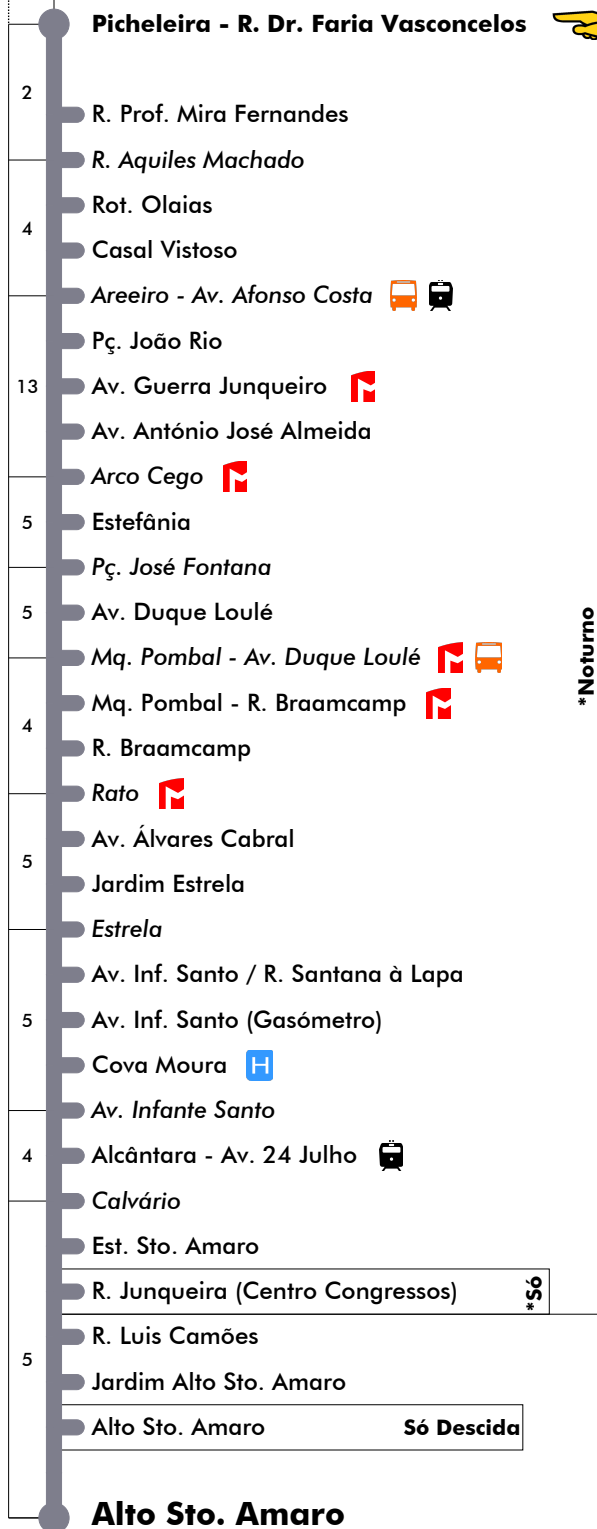 Picheleira - R. Dr. Faria Vasconcelos
2
R. Prof. Mira Fernandes
R. Aquiles Machado
Rot. Olaias
4
Casal Vistoso
Areeiro - Av. Afonso Costa
Pç. João Rio
13
Av. Guerra Junqueiro
Av. António José Almeida
Arco Cego
5
Estefânia
Pç. José Fontana
5
Av. Duque Loulé
*Noturno
Mq. Pombal - Av. Duque Loulé
Mq. Pombal - R. Braamcamp
4
R. Braamcamp
Rato
Av. Álvares Cabral
5
Jardim Estrela
Estrela
Av. Inf. Santo / R. Santana à Lapa
5
Av. Inf. Santo (Gasómetro)
Cova Moura H
Av. Infante Santo
4
Alcântara - Av. 24 Julho
Calvário
Est. Sto. Amaro
R. Junqueira (Centro Congressos) *Só
R. Luis Camões
5
Jardim Alto Sto. Amaro
Alto Sto. Amaro Só Descida
Alto Sto. Amaro